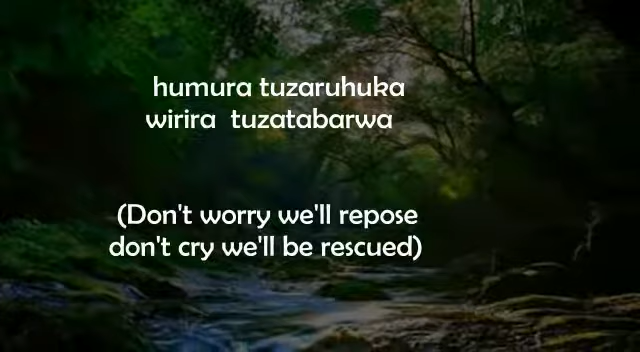 humura tuzaruhuka
wirira  tuzatabarwa
(Don't worry we'll repose
don't cry we'll be rescued)